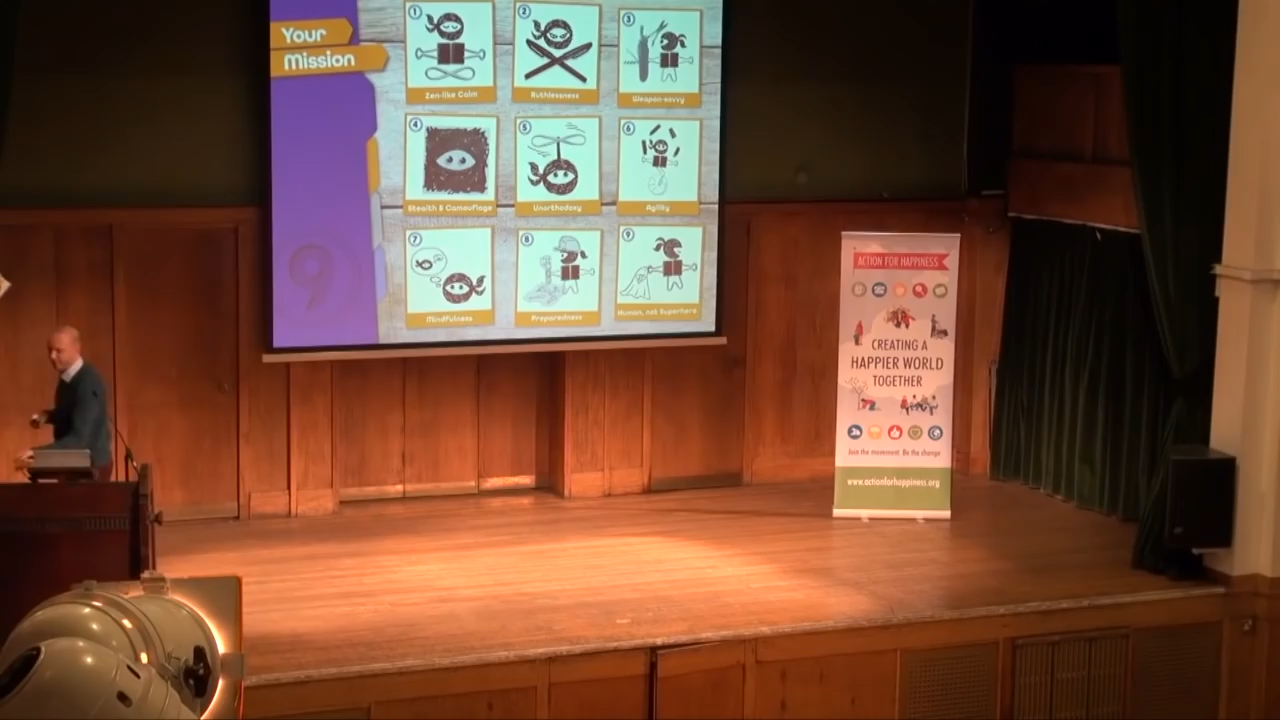 Your
Mission
1
Zen-like Calm
2
Ruthlessness
3
Weapon-savvy
4
Stealth & Camouflage
5
Unorthodoxy
6
Agility
7
Mindfulness
8
Preparedness
9
Human, not Superhero
9
ACTION FOR HAPPINESS
CREATING A
HAPPIER WORLD
TOGETHER
Join the movement. Be the change
www.actionforhappiness.org